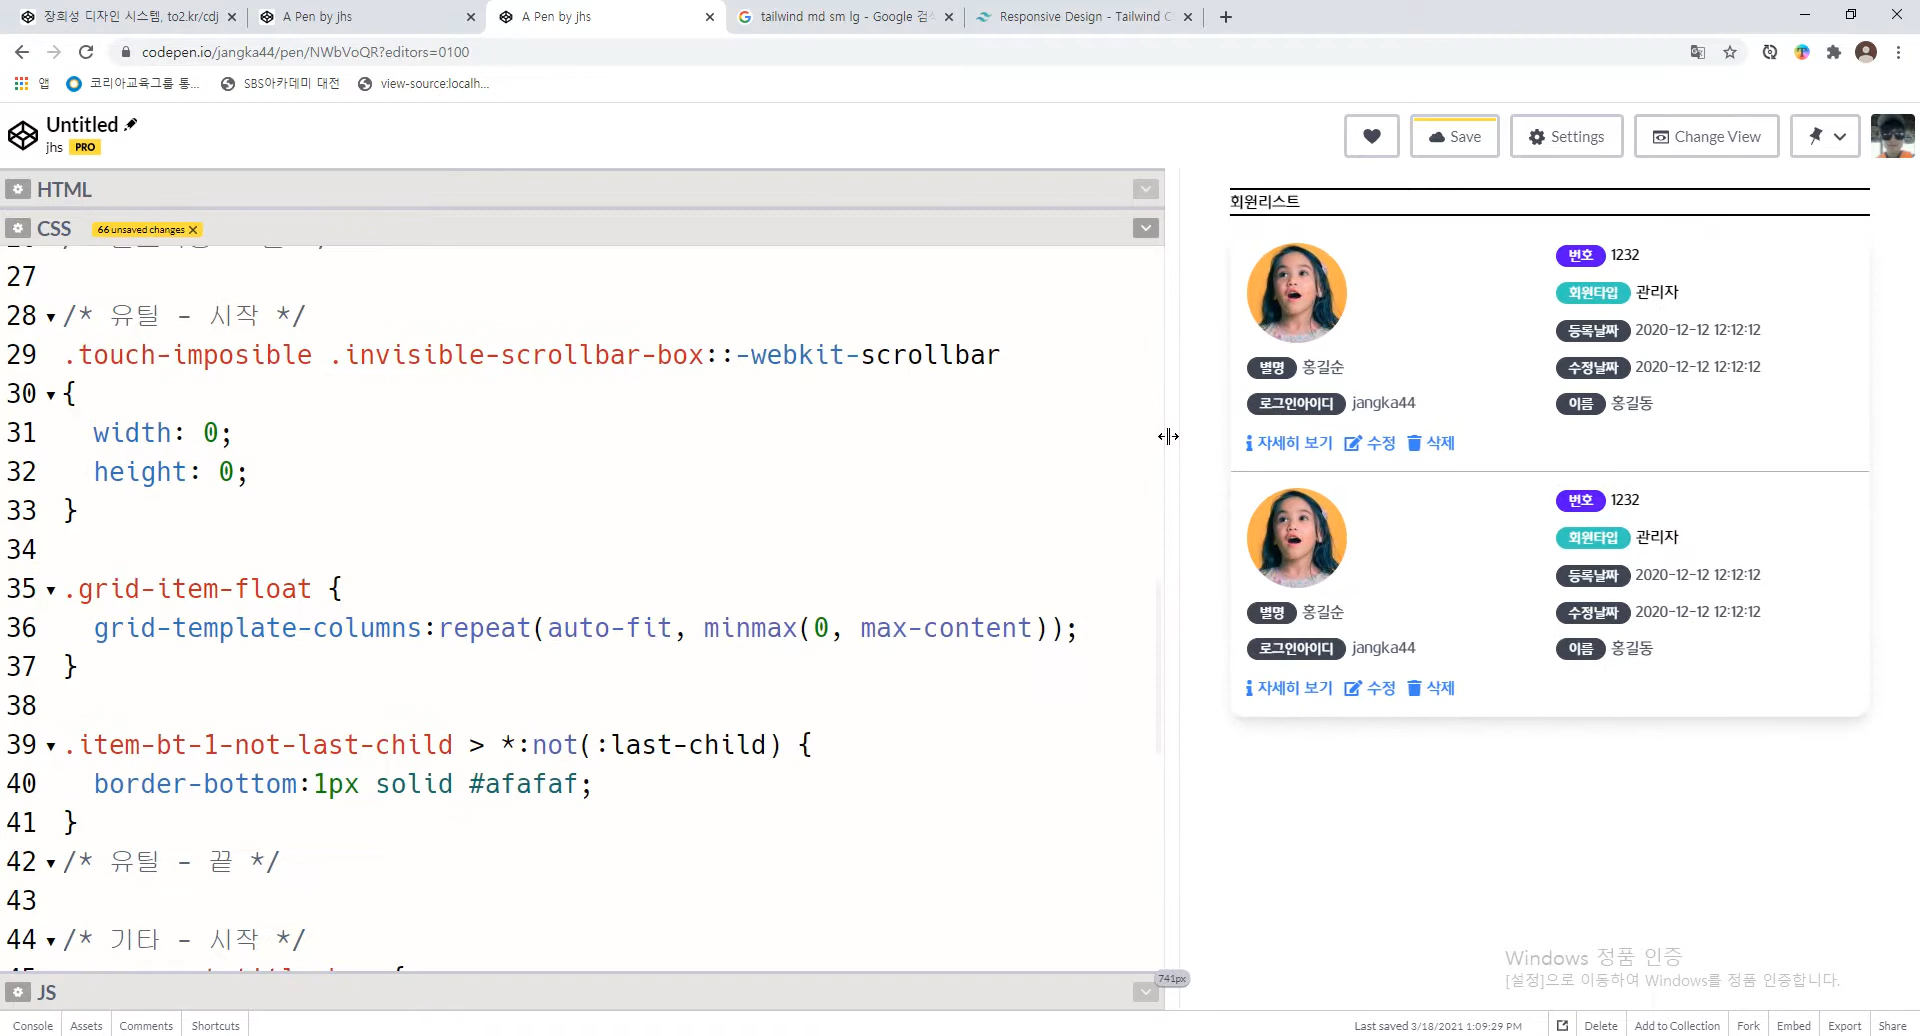 장희성 디자인 시스템, to2.kr/cdj
A Pen by jhs
A Pen by jhs
tailwind md sm lg - Google 검색
Responsive Design - Tailwind C
codepen.io/jangka44/pen/NWbVoQR?editors=0100
앱
코리아교육그룹 통...
SBS아카데미 대전
view-source:localh...
Untitled
jhs PRO
Save
Settings
Change View
HTML
CSS
66 unsaved changes
27
28 /* 유틸 - 시작 */
29 .touch-imposible .invisible-scrollbar-box::-webkit-scrollbar
30 {
31 width: 0;
32 height: 0;
33 }
34
35 .grid-item-float {
36 grid-template-columns:repeat(auto-fit, minmax(0, max-content));
37 }
38
39 .item-bt-1-not-last-child > *:not(:last-child) {
40 border-bottom:1px solid #afafaf;
41 }
42 /* 유틸 - 끝 */
43
44 /* 기타 - 시작 */
JS
741px
회원리스트
번호 1232
회원타입 관리자
등록날짜 2020-12-12 12:12:12
별명 홍길순
수정날짜 2020-12-12 12:12:12
로그인아이디 jangka44
이름 홍길동
자세히 보기 수정 삭제
번호 1232
회원타입 관리자
등록날짜 2020-12-12 12:12:12
별명 홍길순
수정날짜 2020-12-12 12:12:12
로그인아이디 jangka44
이름 홍길동
자세히 보기 수정 삭제
Windows 정품 인증
[설정]으로 이동하여 Windows를 정품 인증합니다.
Console
Assets
Comments
Shortcuts
Last saved 3/18/2021 1:09:29 PM
Delete
Add to Collection
Fork
Embed
Export
Share